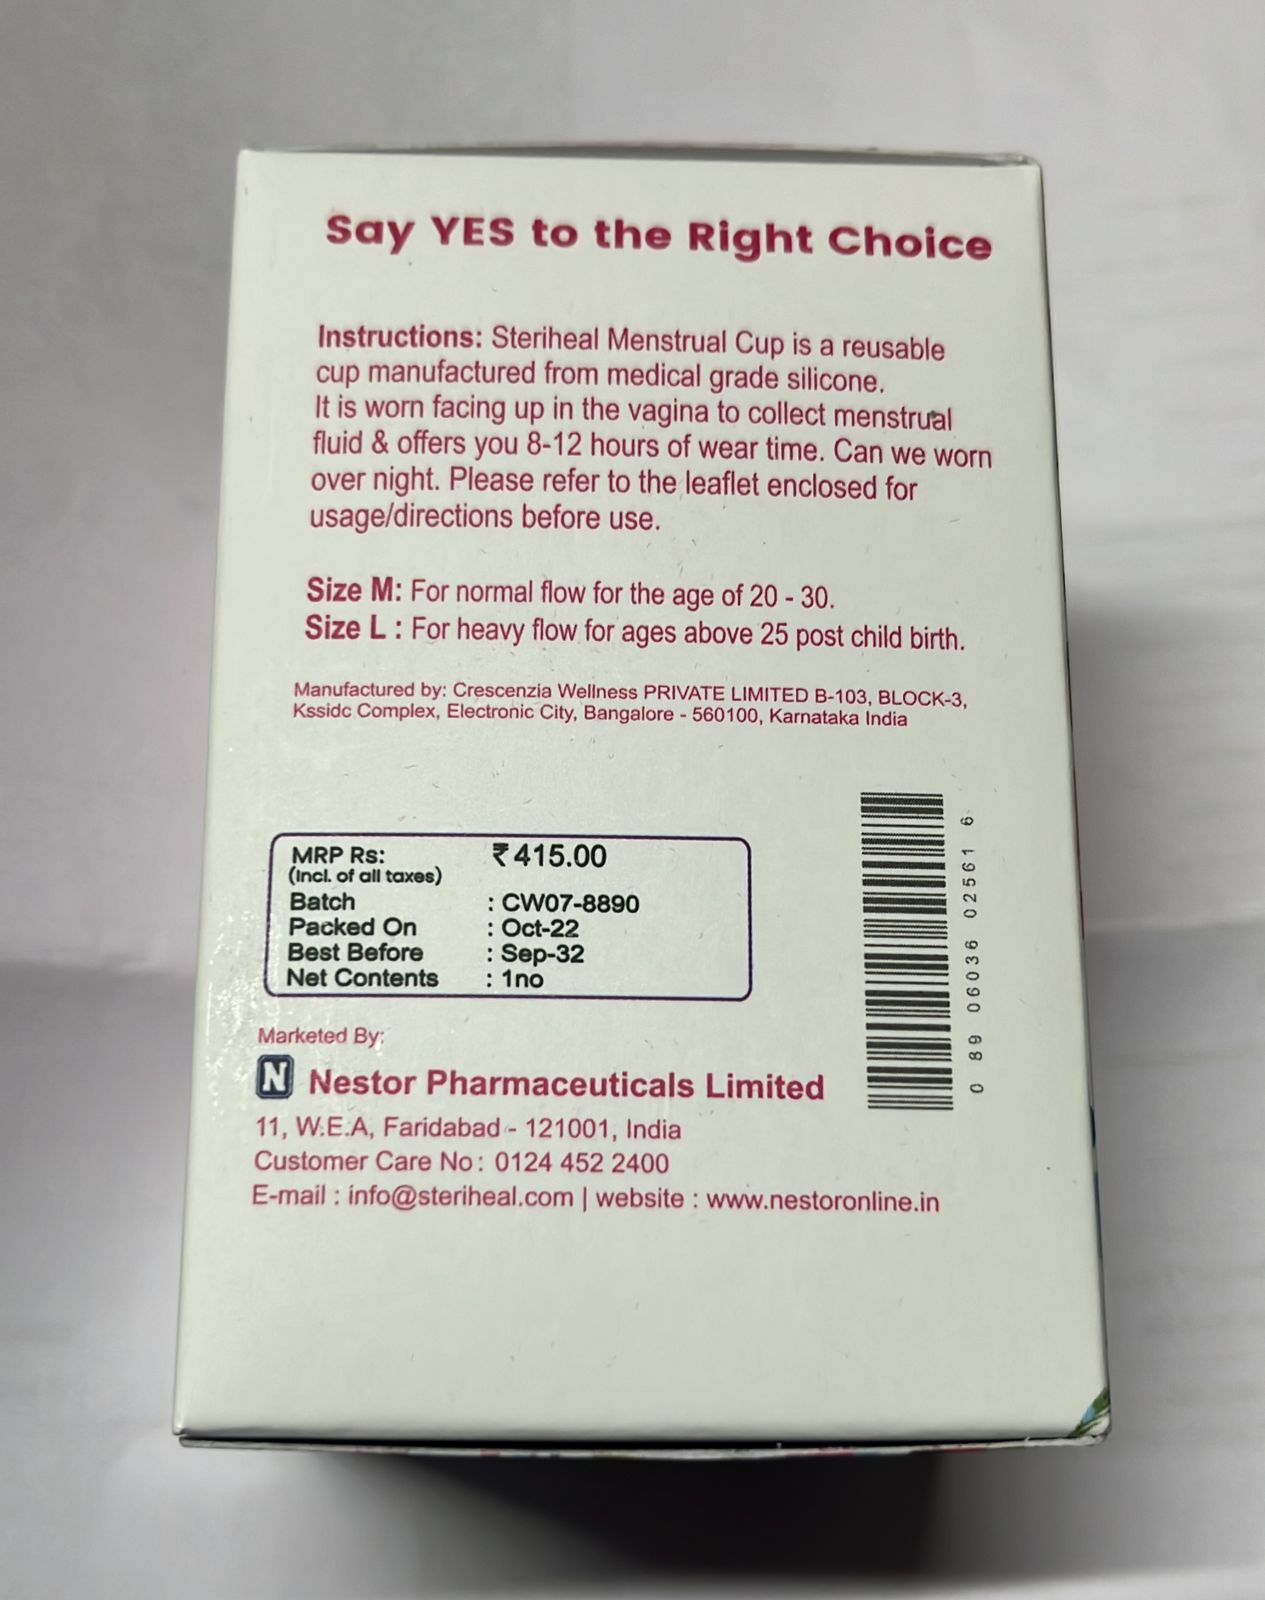 Say YES to the Right Choice
Instructions: Steriheal Menstrual Cup is a reusable
cup manufactured from medical grade silicone.
It is worn facing up in the vagina to collect menstrual
fluid & offers you 8-12 hours of wear time. Can we worn
over night. Please refer to the leaflet enclosed for
usage/directions before use.
Size M: For normal flow for the age of 20 - 30.
Size L : For heavy flow for ages above 25 post child birth.
Manufactured by: Crescenzia Wellness PRIVATE LIMITED B-103, BLOCK-3,
Kssidc Complex, Electronic City, Bangalore - 560100, Karnataka India
MRP Rs: ₹415.00
(Incl. of all taxes)
Batch : CW07-8890
Packed On : Oct-22
Best Before : Sep-32
Net Contents : 1no
0 89 06036 02561 6
Marketed By:
N Nestor Pharmaceuticals Limited
11, W.E.A, Faridabad - 121001, India
Customer Care No : 0124 452 2400
E-mail : info@steriheal.com | website : www.nestoronline.in